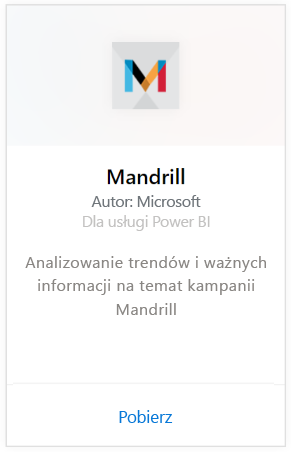 Mandrill
Autor: Microsoft
Dla usługi Power BI
Analizowanie trendów i ważnych
informacji na temat kampanii
Mandrill
Pobierz